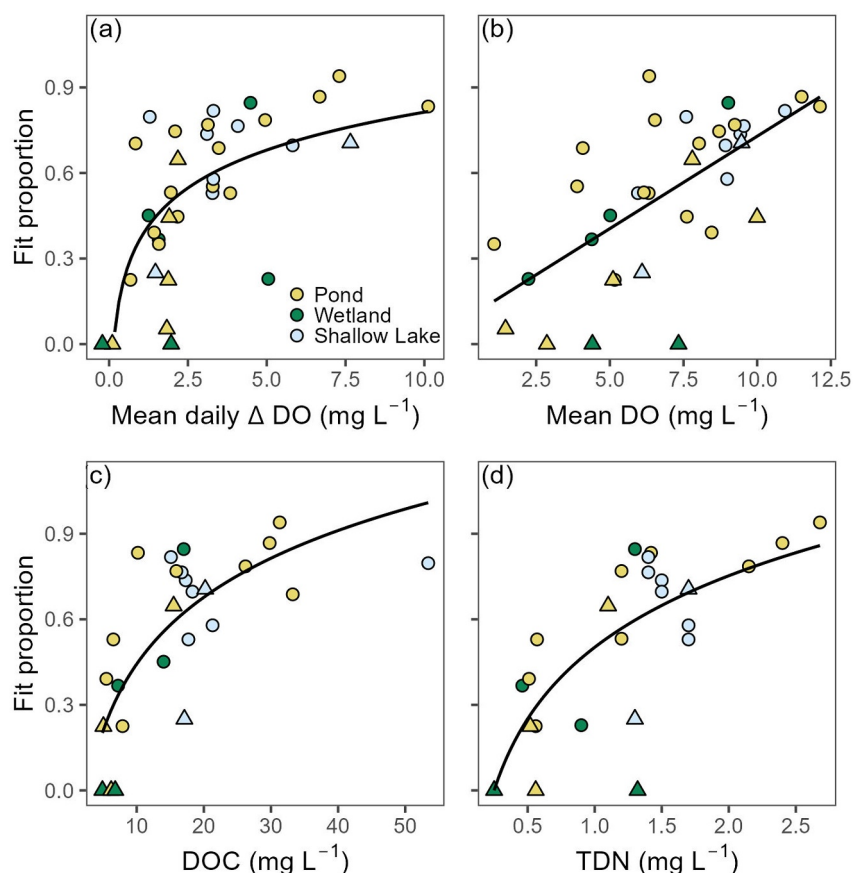 (a)
(b)
Fit proportion
0.9
0.6
0.3
0.0
Pond
Wetland
Shallow Lake
0.0 2.5 5.0 7.5 10.0
2.5 5.0 7.5 10.0 12.5
Mean daily Δ DO (mg L⁻¹)
Mean DO (mg L⁻¹)
(c)
(d)
Fit proportion
0.9
0.6
0.3
0.0
10 20 30 40 50
0.5 1.0 1.5 2.0 2.5
DOC (mg L⁻¹)
TDN (mg L⁻¹)